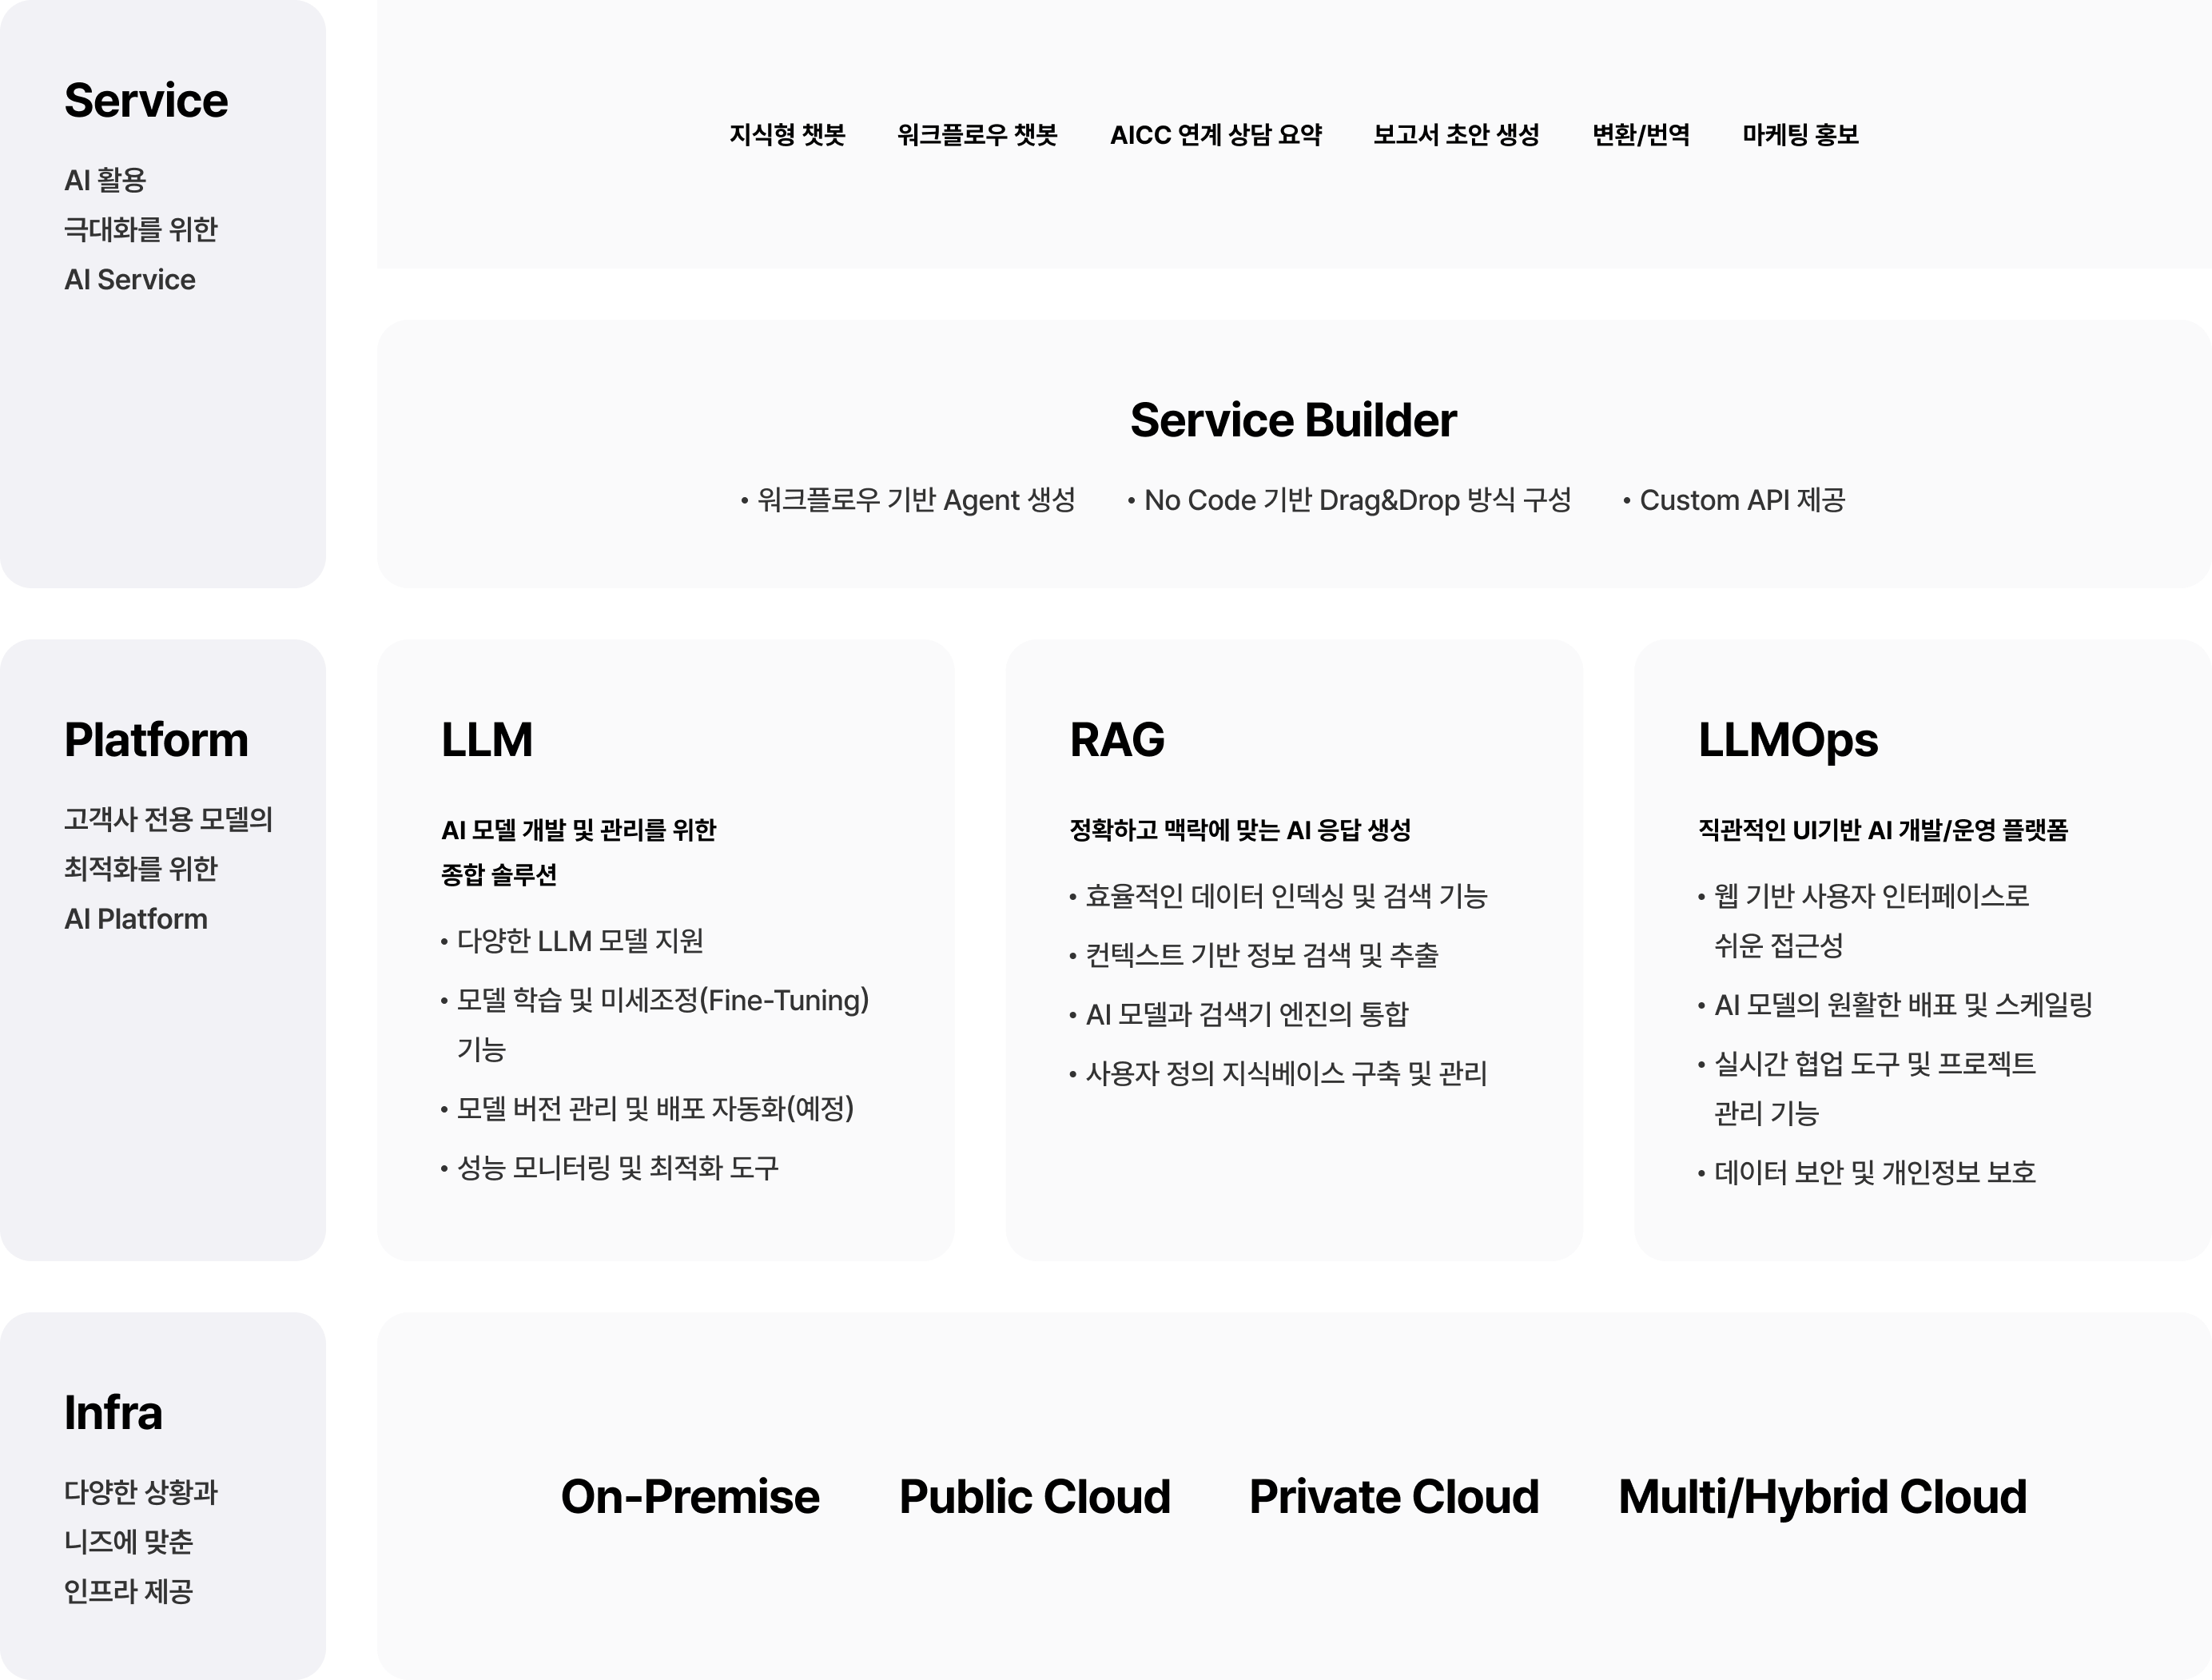 Service
AI 활용
극대화를 위한
AI Service
지식형 챗봇 워크플로우 챗봇 AICC 연계 상담 요약 보고서 초안 생성 변환/번역 마케팅 홍보
Service Builder
• 워크플로우 기반 Agent 생성 • No Code 기반 Drag&Drop 방식 구성 • Custom API 제공
Platform
고객사 전용 모델의
최적화를 위한
AI Platform
LLM
AI 모델 개발 및 관리를 위한
종합 솔루션
• 다양한 LLM 모델 지원
• 모델 학습 및 미세조정(Fine-Tuning)
기능
• 모델 버전 관리 및 배포 자동화(예정)
• 성능 모니터링 및 최적화 도구
RAG
정확하고 맥락에 맞는 AI 응답 생성
• 효율적인 데이터 인덱싱 및 검색 기능
• 컨텍스트 기반 정보 검색 및 추출
• AI 모델과 검색기 엔진의 통합
• 사용자 정의 지식베이스 구축 및 관리
LLMOps
직관적인 UI기반 AI 개발/운영 플랫폼
• 웹 기반 사용자 인터페이스로
쉬운 접근성
• AI 모델의 원활한 배포 및 스케일링
• 실시간 협업 도구 및 프로젝트
관리 기능
• 데이터 보안 및 개인정보 보호
Infra
다양한 상황과
니즈에 맞춘
인프라 제공
On-Premise Public Cloud Private Cloud Multi/Hybrid Cloud